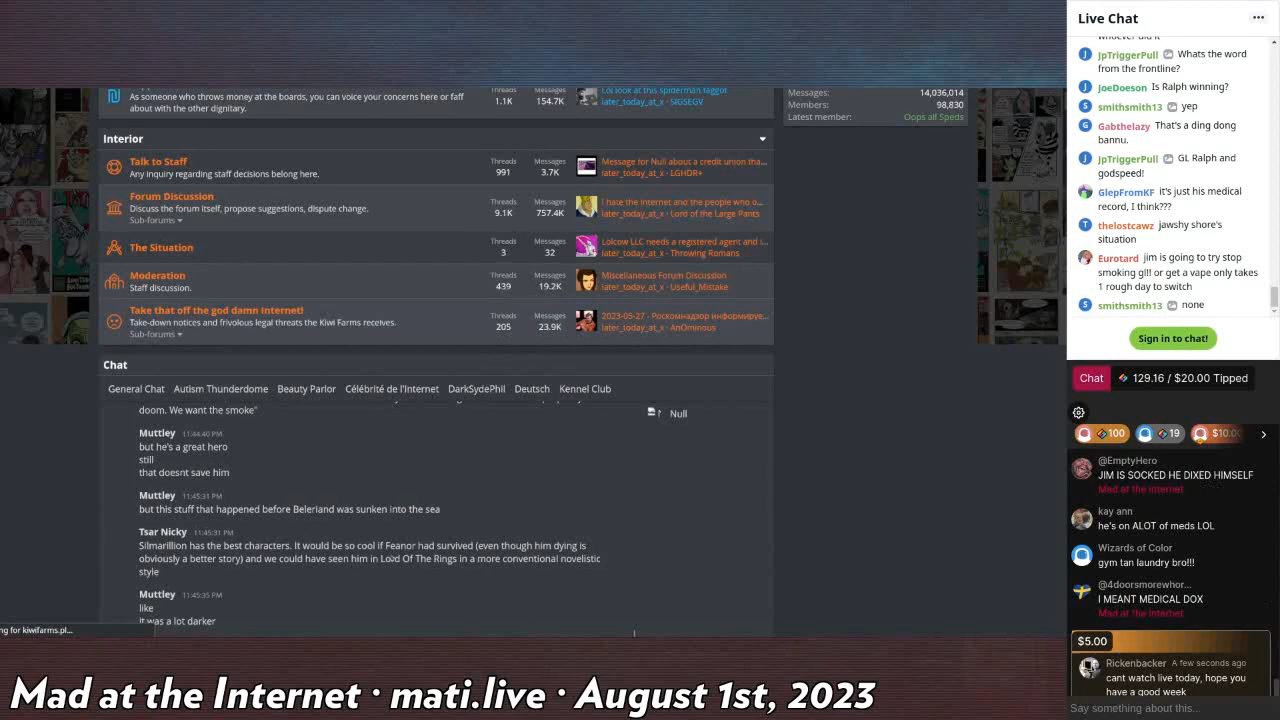 As someone who throws money at the boards, you can voice your concerns here or faff
about with the other dignitary.
1.1K
154.7K
Lol look at this spiderman faggot
later_today_at_x · SIGSEGV
Messages:
14,036,014
Members:
98,830
Latest member:
Oops all Speds
Interior
Talk to Staff
Any inquiry regarding staff decisions belong here.
Threads
991
Messages
3.7K
Message for Null about a credit union tha...
later_today_at_x · LGHDR+
Forum Discussion
Discuss the forum itself, propose suggestions, dispute change.
Sub-forums
Threads
9.1K
Messages
757.4K
I hate the internet and the people who o...
later_today_at_x · Lord of the Large Pants
The Situation
Threads
3
Messages
32
Lolcow LLC needs a registered agent and i...
later_today_at_x · Throwing Romans
Moderation
Staff discussion.
Threads
439
Messages
19.2K
Miscellaneous Forum Discussion
later_today_at_x · Useful_Mistake
Take that off the god damn Internet!
Take-down notices and frivolous legal threats the Kiwi Farms receives.
Sub-forums
Threads
205
Messages
23.9K
2023-05-27 - Роскомнадзор информируе...
later_today_at_x · AnOminous
Chat
General Chat Autism Thunderdome Beauty Parlor Célébrité de l'Internet DarkSydePhil Deutsch Kennel Club
doom. We want the smoke"
Null
Muttley 11:44:40 PM
but he's a great hero
still
that doesnt save him
Muttley 11:45:31 PM
but this stuff that happened before Beleriand was sunken into the sea
Tsar Nicky 11:45:31 PM
Silmarillion has the best characters. It would be so cool if Feanor had survived (even though him dying is
obviously a better story) and we could have seen him in Lord Of The Rings in a more conventional novelistic
style
Muttley 11:45:35 PM
like
it was a lot darker
ng for kiwifarms.pl...
Mad at the Internet · mati.live · August 1st, 2023
Live Chat
whoever did it
JpTriggerPull Whats the word
from the frontline?
JoeDoeson Is Ralph winning?
smithsmith13 yep
Gabthelazy That's a ding dong
bannu.
JpTriggerPull GL Ralph and
godspeed!
GlepFromKF it's just his medical
record, I think???
thelostcawz jawshy shore's
situation
Eurotard jim is going to try stop
smoking g!!! or get a vape only takes
1 rough day to switch
smithsmith13 none
Sign in to chat!
Chat
129.16 / $20.00 Tipped
100
19
$10.00
@EmptyHero
JIM IS SOCKED HE DIXED HIMSELF
Mad at the Internet
kay ann
he's on ALOT of meds LOL
Wizards of Color
gym tan laundry bro!!!
@4doorsmorewhor...
I MEANT MEDICAL DOX
Mad at the Internet
$5.00
Rickenbacker A few seconds ago
cant watch live today, hope you
have a good week
Say something about this...